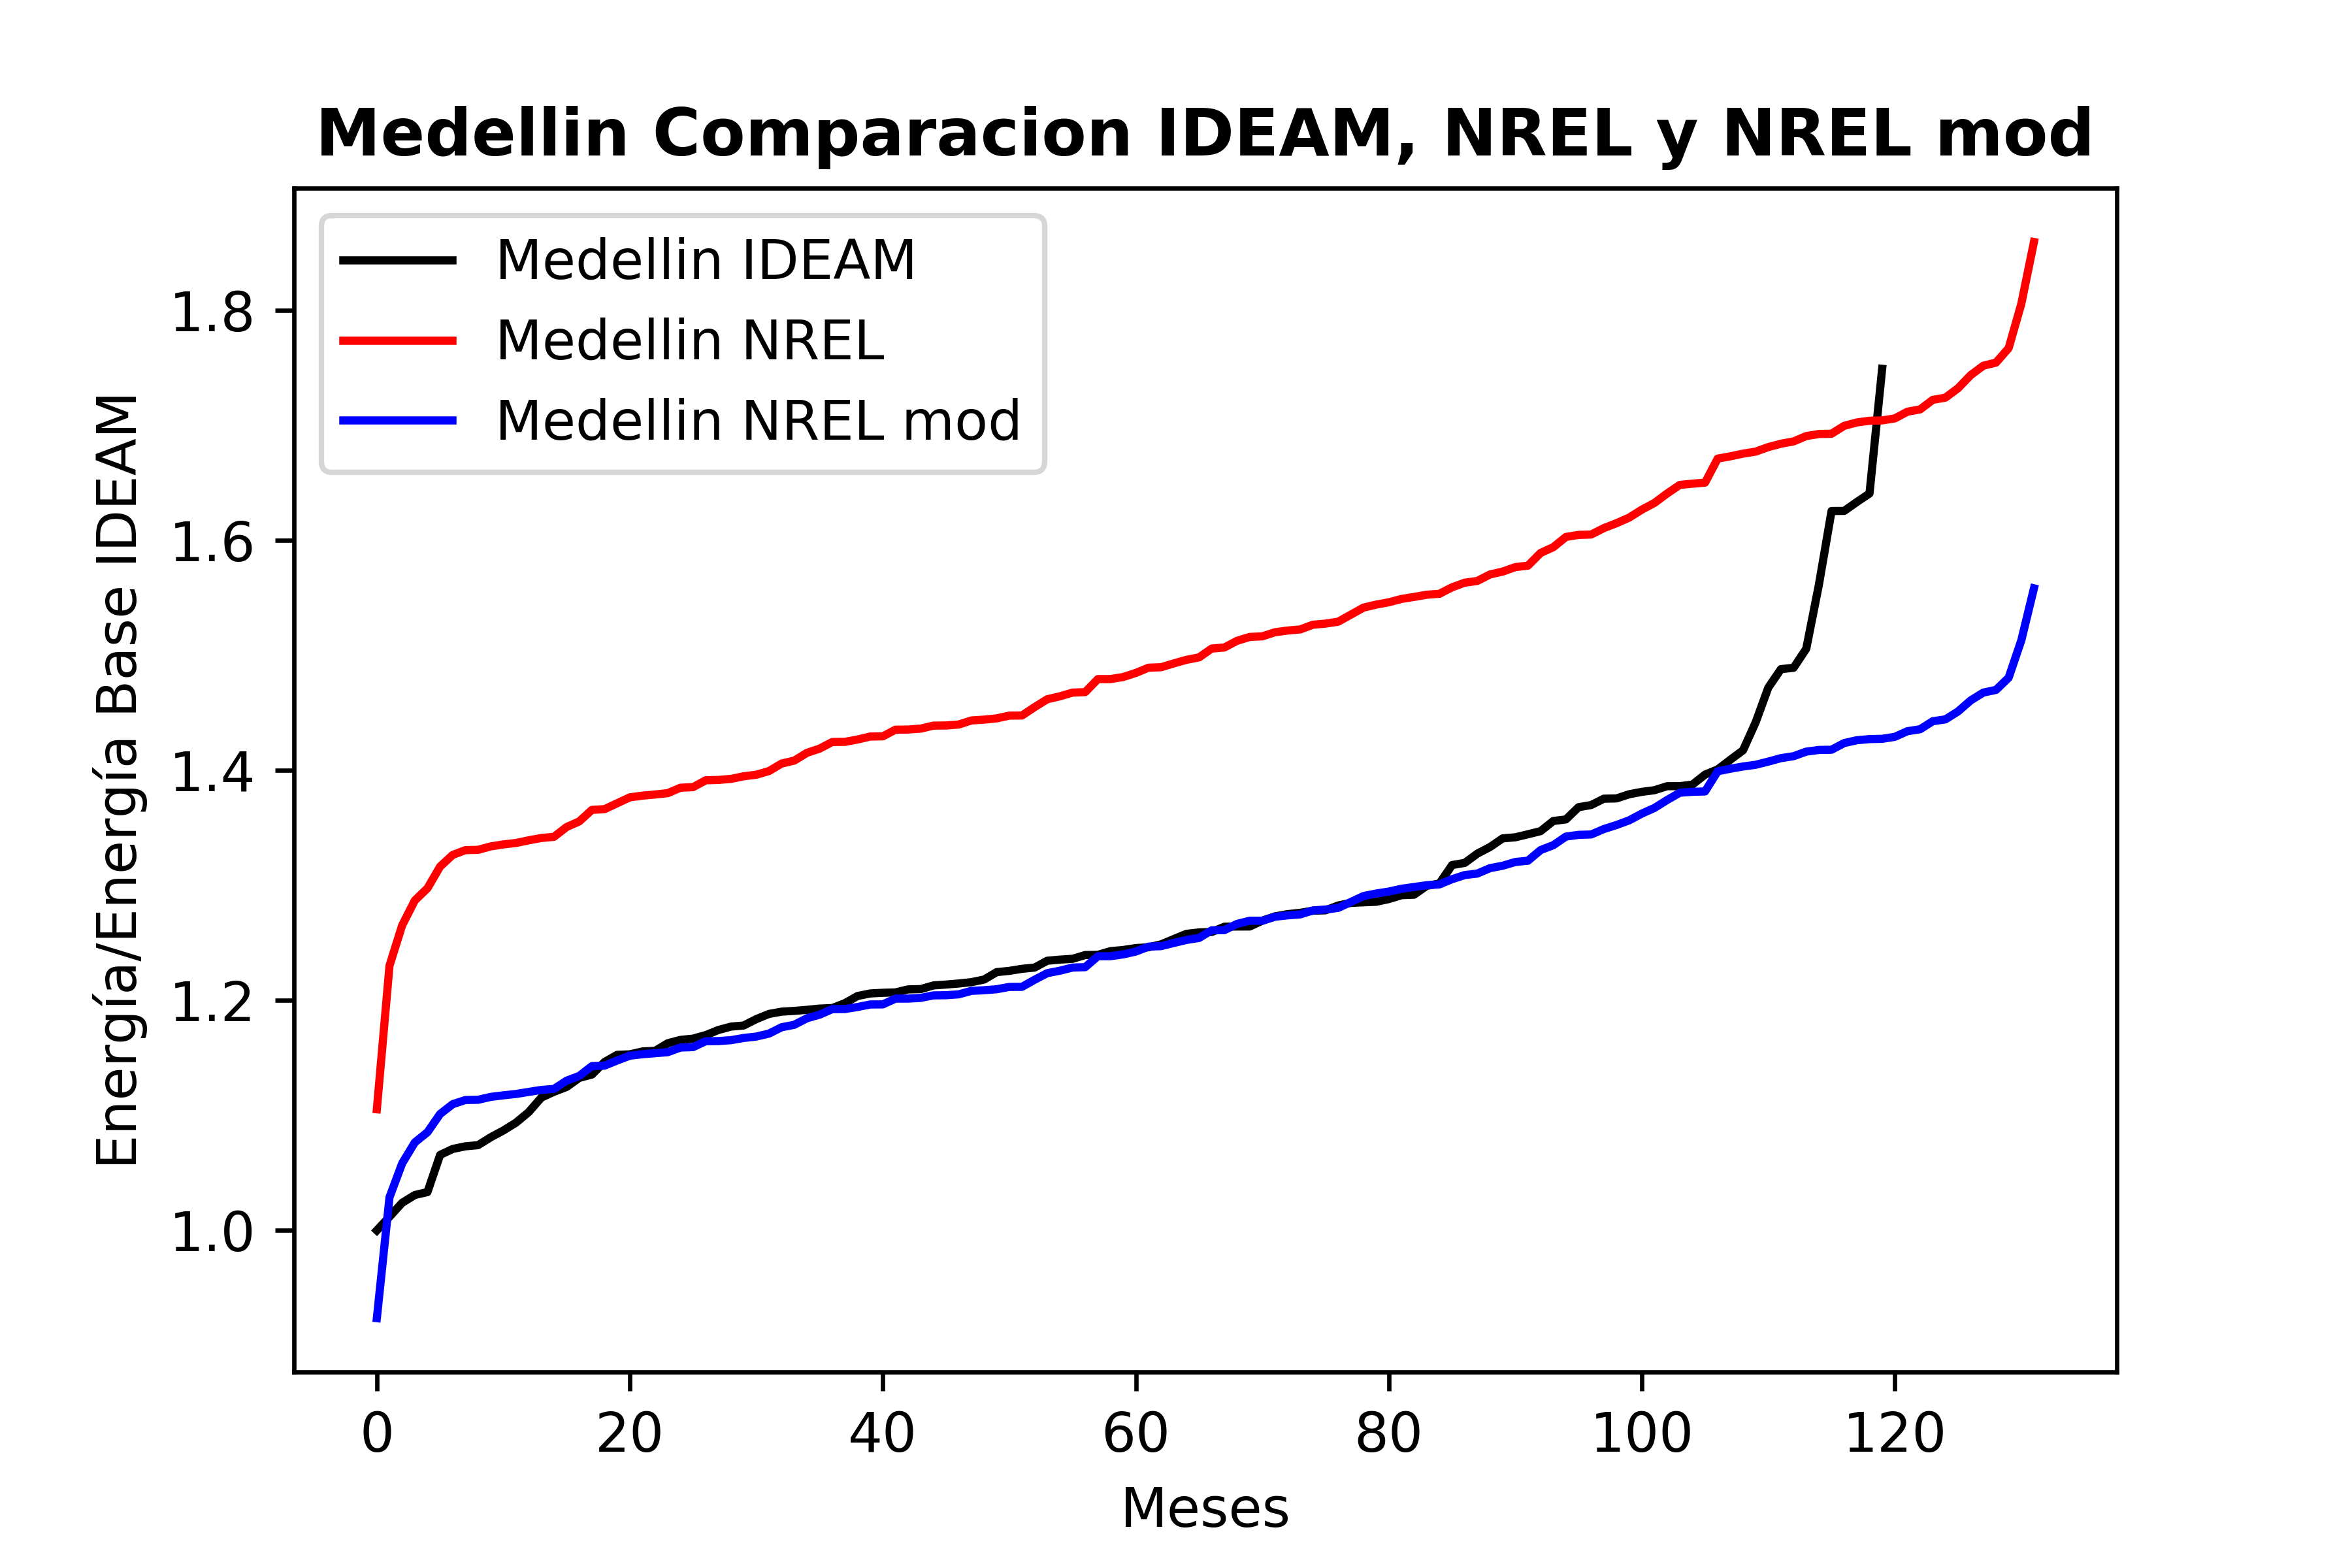 Medellin Comparacion IDEAM, NREL y NREL mod
Medellin IDEAM
Medellin NREL
Medellin NREL mod
Energía/Energía Base IDEAM
1.8
1.6
1.4
1.2
1.0
0 20 40 60 80 100 120
Meses